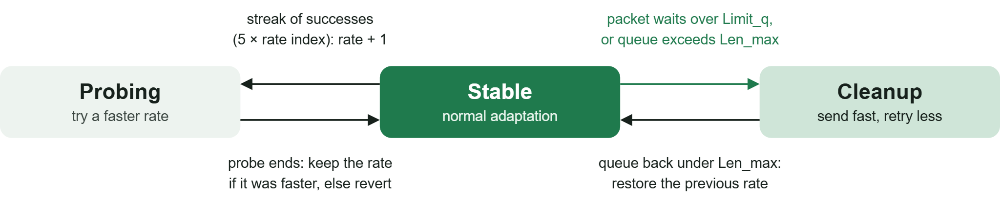 streak of successes
(5 × rate index): rate + 1
packet waits over Limit_q,
or queue exceeds Len_max
Probing
try a faster rate
Stable
normal adaptation
Cleanup
send fast, retry less
probe ends: keep the rate
if it was faster, else revert
queue back under Len_max:
restore the previous rate